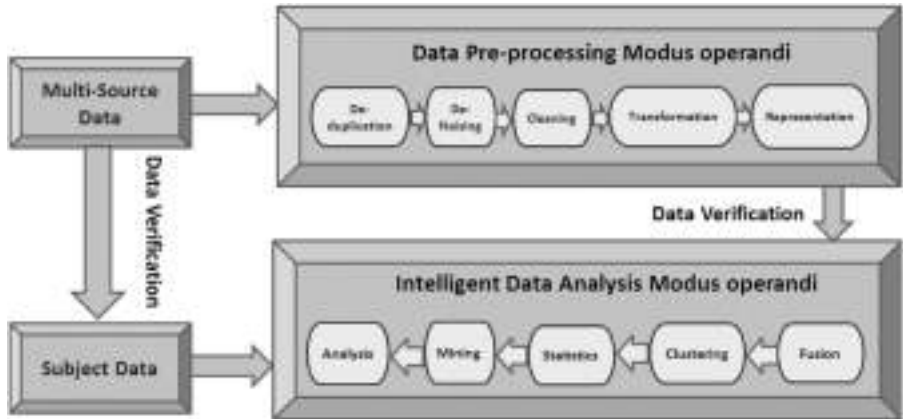 Data Pre-processing Modus operandi
Multi-Source
Data
De-
duplication
De-
Noising
Cleaning
Transformation
Representation
Data Verification
Data Verification
Intelligent Data Analysis Modus operandi
Subject Data
Analysis
Mining
Statistics
Clustering
Fusion